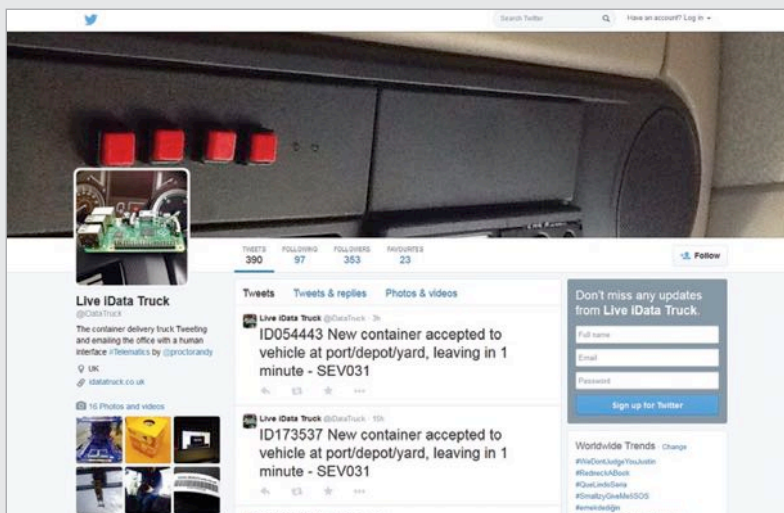 Search Twitter
Have an account? Log in
TWEETS
FOLLOWING
FOLLOWERS
FAVOURITES
390
97
353
23
Follow
Live iData Truck
@iDataTruck
The container delivery truck Tweeting
and emailing the office with a human
interface #Telematics by @proctorandy
UK
idatatruck.co.uk
16 Photos and videos
Tweets
Tweets & replies
Photos & videos
Live iData Truck @iDataTruck · 3h
ID054443 New container accepted to
vehicle at port/depot/yard, leaving in 1
minute - SEV031
Live iData Truck @iDataTruck · 15h
ID173537 New container accepted to
vehicle at port/depot/yard, leaving in 1
minute - SEV031
Don't miss any updates
from Live iData Truck.
Full name
Email
Password
Sign up for Twitter
Worldwide Trends · Change
#WeDontJudgeYouJustin
#RedneckABook
#QueLindoSeria
#SmallzyGiveMe5SOS
#emekdediğin